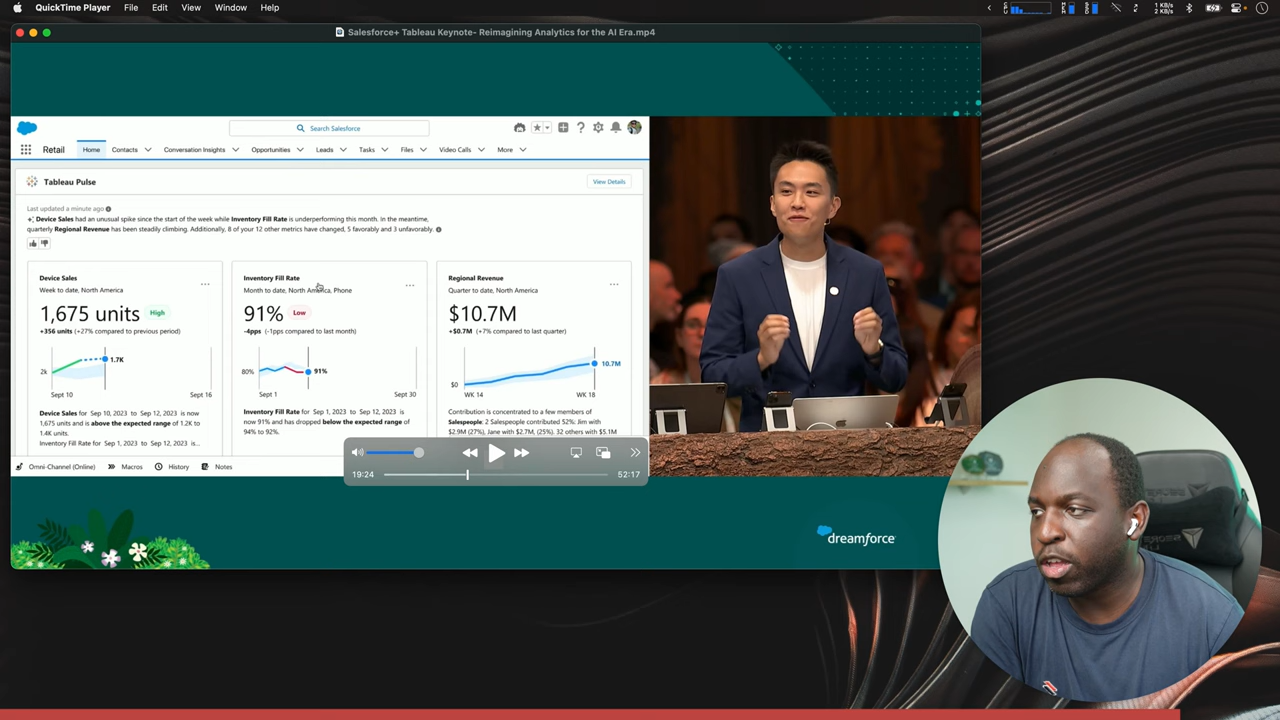 QuickTime Player File Edit View Window Help
1 KB/s
2 KB/s
Salesforce+ Tableau Keynote- Reimagining Analytics for the AI Era.mp4
Search Salesforce
Retail Home Contacts Conversation Insights Opportunities Leads Tasks Files Video Calls More
Tableau Pulse
View Details
Last updated a minute ago
Device Sales had an unusual spike since the start of the week while Inventory Fill Rate is underperforming this month. In the meantime,
quarterly Regional Revenue has been steadily climbing. Additionally, 8 of your 12 other metrics have changed, 5 favorably and 3 unfavorably.
Device Sales
Week to date, North America
1,675 units High
+356 units (+27% compared to previous period)
1.7K
2k
Sept 10 Sept 16
Device Sales for Sep 10, 2023 to Sep 12, 2023 is now
1,675 units and is above the expected range of 1.2K to
1.4K units.
Inventory Fill Rate for Sep 1, 2023 to Sep 12, 2023 is...
Inventory Fill Rate
Month to date, North America, Phone
91% Low
-4pps (-1pps compared to last month)
80% 91%
Sept 1 Sept 30
Inventory Fill Rate for Sep 1, 2023 to Sep 12, 2023 is
now 91% and has dropped below the expected range of
94% to 92%.
Regional Revenue
Quarter to date, North America
$10.7M
+$0.7M (+7% compared to last quarter)
10.7M
$0
WK 14 WK 18
Contribution is concentrated to a few members of
Salespeople: 2 Salespeople contributed 52%: Jim with
$2.9M (27%), Jane with $2.7M, (25%). 32 others with $5.1M
Omni-Channel (Online) Macros History Notes
19:24 52:17
dreamforce